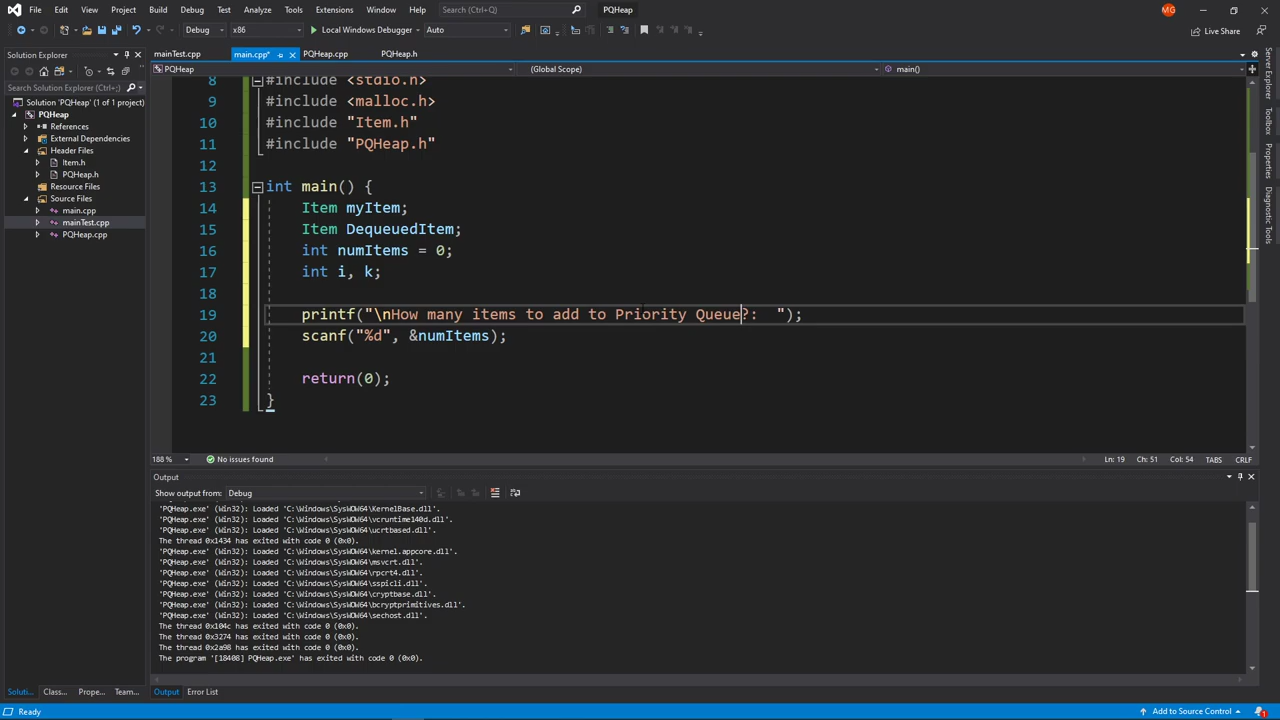 File Edit View Project Build Debug Test Analyze Tools Extensions Window Help Search (Ctrl+Q) PQHeap MG
Debug x86 Local Windows Debugger Auto Live Share
Solution Explorer
mainTest.cpp main.cpp* PQHeap.cpp PQHeap.h
PQHeap (Global Scope) main()
Search Solution Explorer (Ctrl+;)
Solution 'PQHeap' (1 of 1 project)
PQHeap
References
External Dependencies
Header Files
Item.h
PQHeap.h
Resource Files
Source Files
main.cpp
mainTest.cpp
PQHeap.cpp
8 #include <stdio.h>
9 #include <malloc.h>
10 #include "Item.h"
11 #include "PQHeap.h"
12
13 int main() {
14 Item myItem;
15 Item DequeuedItem;
16 int numItems = 0;
17 int i, k;
18
19 printf("\nHow many items to add to Priority Queue?:  ");
20 scanf("%d", &numItems);
21
22 return(0);
23 }
188 % No issues found Ln: 19 Ch: 51 Col: 54 TABS CRLF
Output
Show output from: Debug
'PQHeap.exe' (Win32): Loaded 'C:\Windows\SysWOW64\KernelBase.dll'.
'PQHeap.exe' (Win32): Loaded 'C:\Windows\SysWOW64\vcruntime140d.dll'.
'PQHeap.exe' (Win32): Loaded 'C:\Windows\SysWOW64\ucrtbased.dll'.
The thread 0x1434 has exited with code 0 (0x0).
'PQHeap.exe' (Win32): Loaded 'C:\Windows\SysWOW64\kernel.appcore.dll'.
'PQHeap.exe' (Win32): Loaded 'C:\Windows\SysWOW64\msvcrt.dll'.
'PQHeap.exe' (Win32): Loaded 'C:\Windows\SysWOW64\rpcrt4.dll'.
'PQHeap.exe' (Win32): Loaded 'C:\Windows\SysWOW64\sspicli.dll'.
'PQHeap.exe' (Win32): Loaded 'C:\Windows\SysWOW64\cryptbase.dll'.
'PQHeap.exe' (Win32): Loaded 'C:\Windows\SysWOW64\bcryptprimitives.dll'.
'PQHeap.exe' (Win32): Loaded 'C:\Windows\SysWOW64\sechost.dll'.
The thread 0x104c has exited with code 0 (0x0).
The thread 0x3274 has exited with code 0 (0x0).
The thread 0x2a98 has exited with code 0 (0x0).
The program '[18408] PQHeap.exe' has exited with code 0 (0x0).
Soluti... Class... Prope... Team... Output Error List
Ready Add to Source Control 1
Server Explorer
Toolbox
Properties
Diagnostic Tools